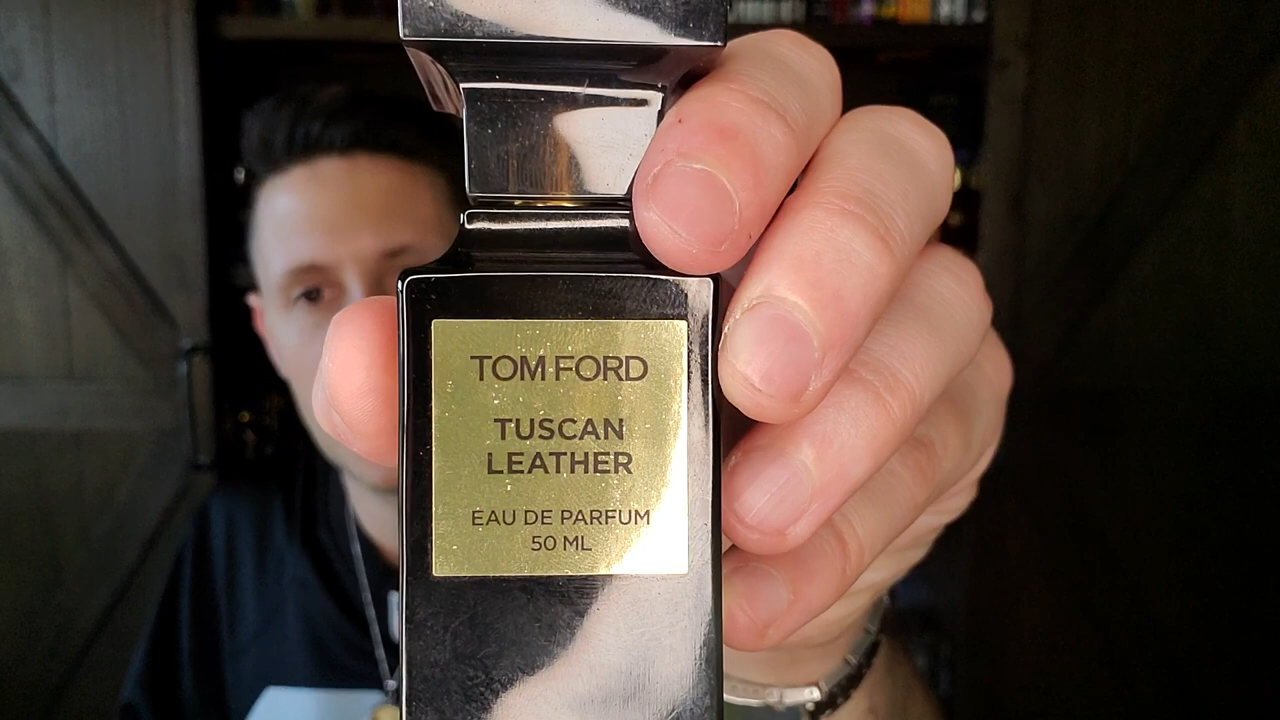 TOM FORD
TUSCAN
LEATHER
EAU DE PARFUM
50 ML